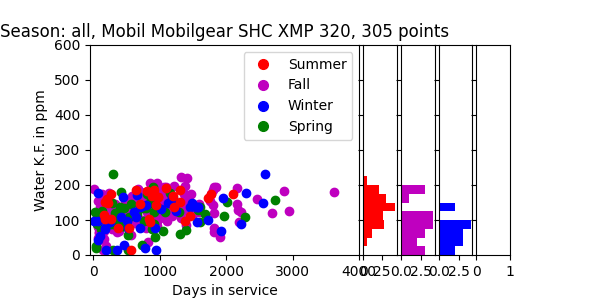 Season: all, Mobil Mobilgear SHC XMP 320, 305 points
Water K.F. in ppm
600
500
400
300
200
100
0
Summer
Fall
Winter
Spring
0 1000 2000 3000 4000
0.0 2.5 0.0 2.5 0.0 2.5 0 1
Days in service